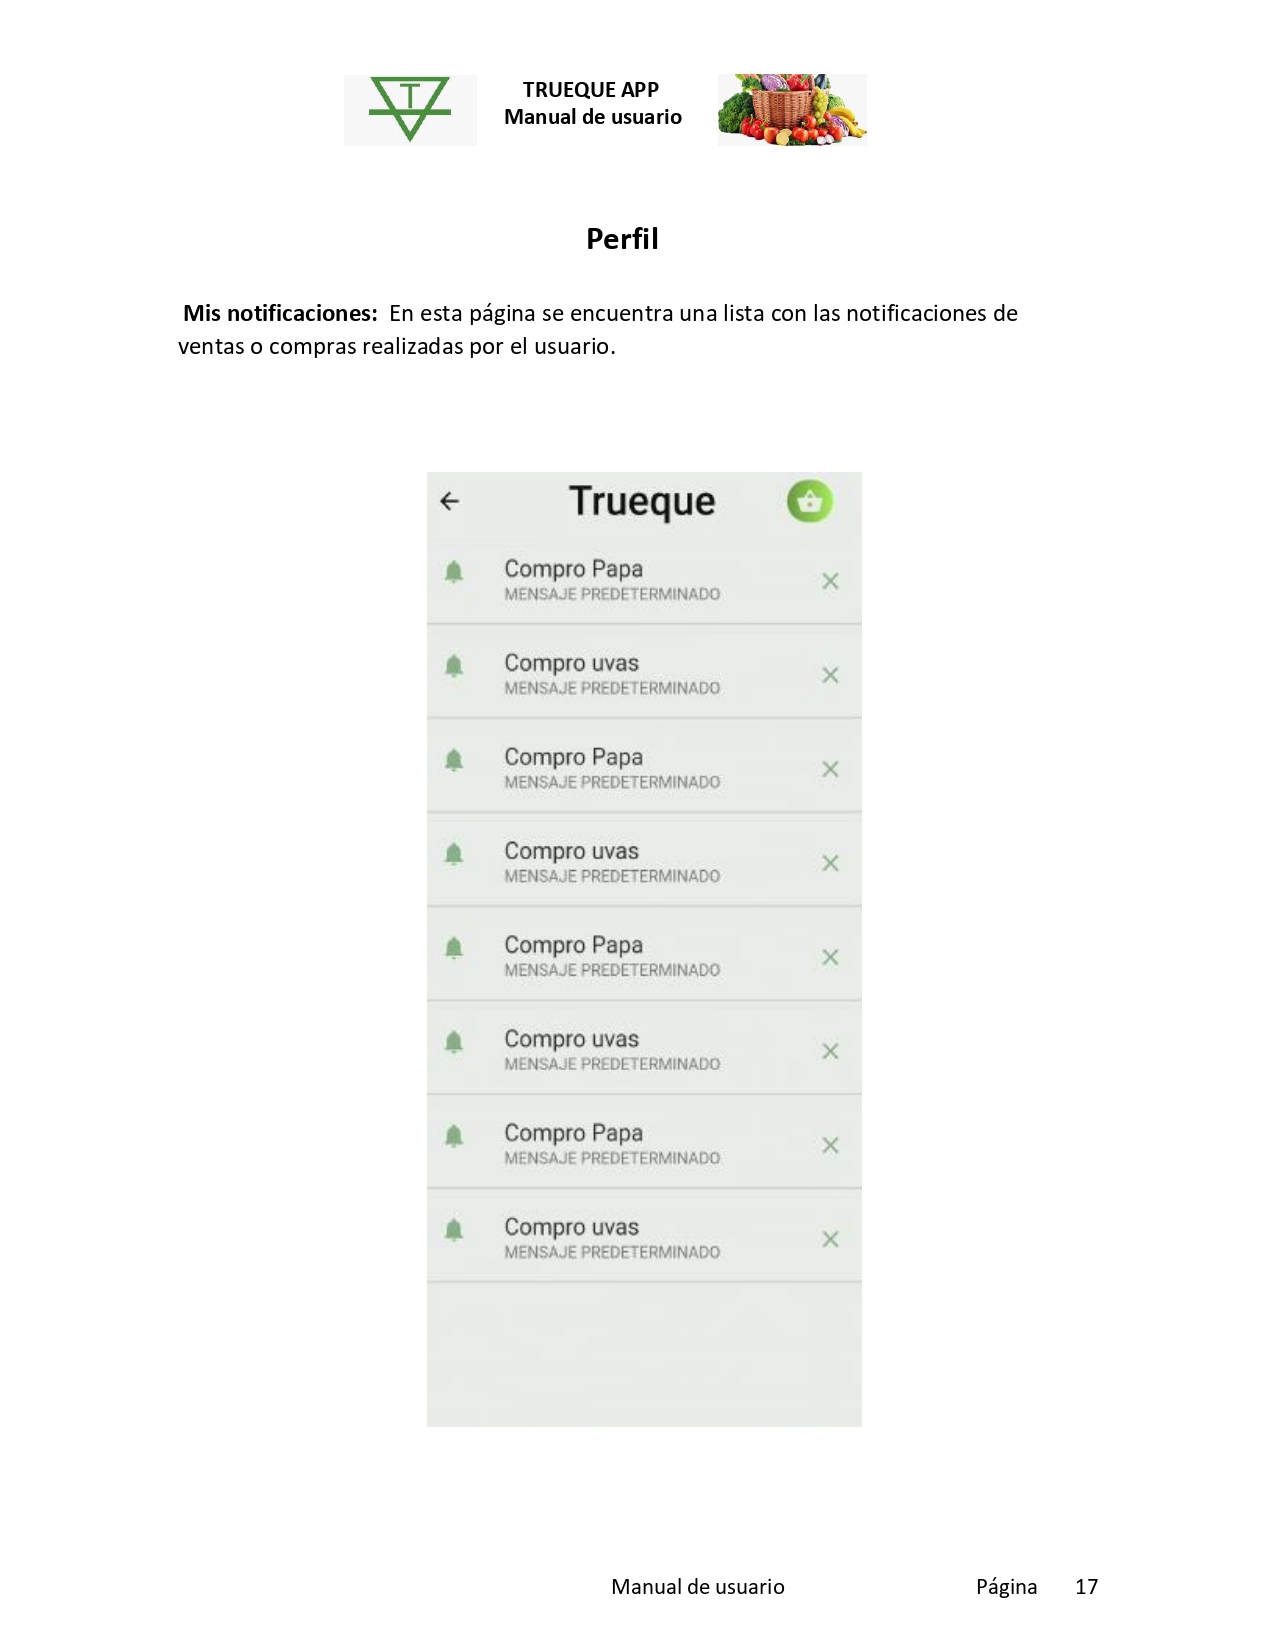 T
TRUEQUE APP
Manual de usuario
Perfil
Mis notificaciones: En esta página se encuentra una lista con las notificaciones de
ventas o compras realizadas por el usuario.
Trueque
Compro Papa
MENSAJE PREDETERMINADO
Compro uvas
MENSAJE PREDETERMINADO
Compro Papa
MENSAJE PREDETERMINADO
Compro uvas
MENSAJE PREDETERMINADO
Compro Papa
MENSAJE PREDETERMINADO
Compro uvas
MENSAJE PREDETERMINADO
Compro Papa
MENSAJE PREDETERMINADO
Compro uvas
MENSAJE PREDETERMINADO
Manual de usuario Página 17